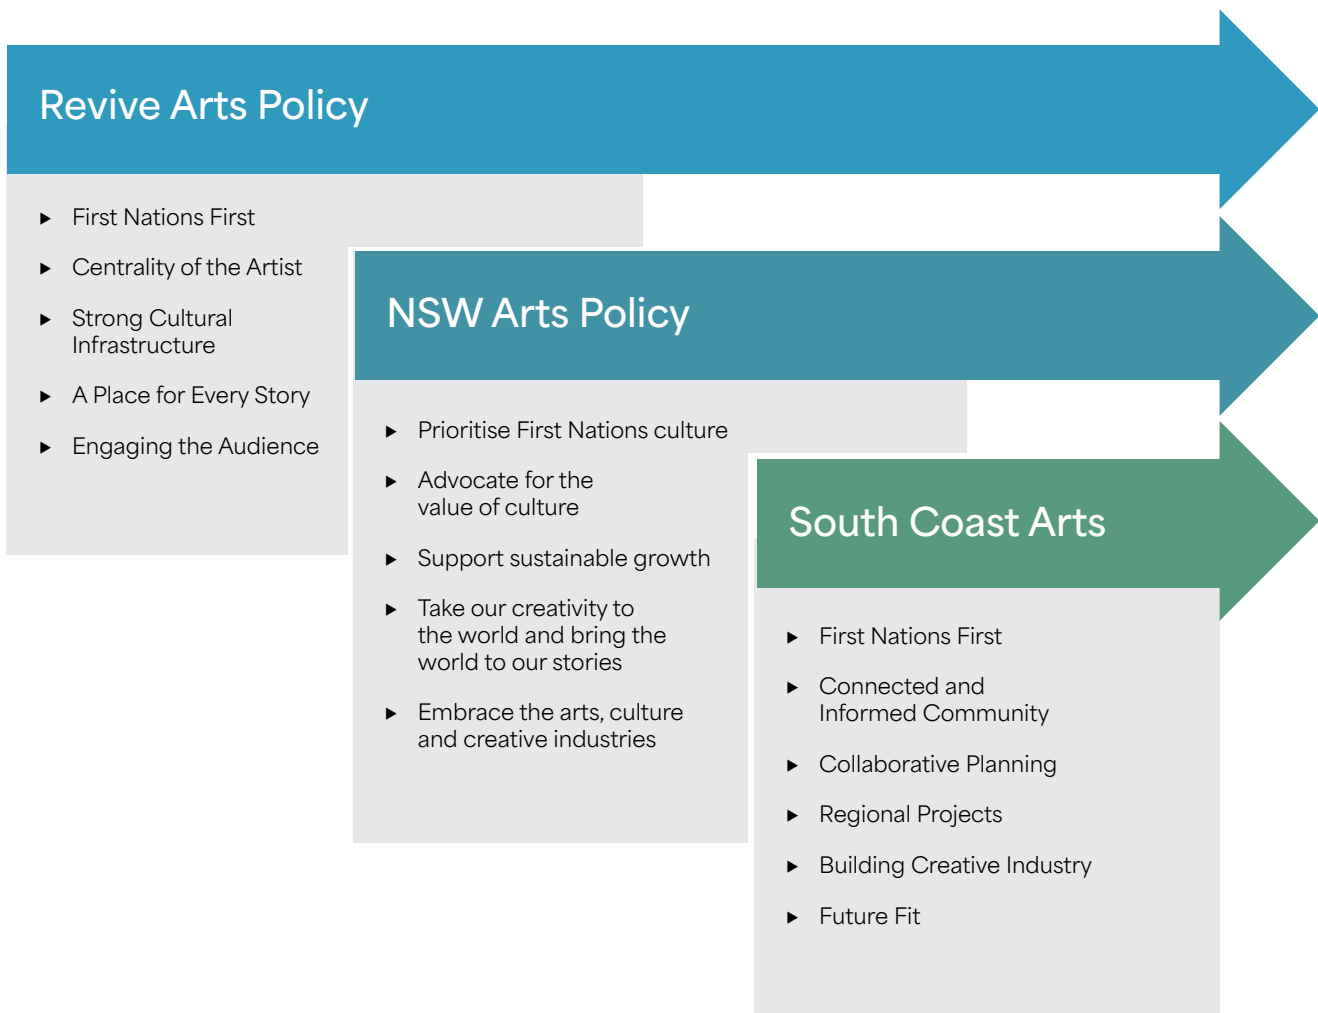 Revive Arts Policy
First Nations First
Centrality of the Artist
Strong Cultural
Infrastructure
A Place for Every Story
Engaging the Audience
NSW Arts Policy
Prioritise First Nations culture
Advocate for the
value of culture
Support sustainable growth
Take our creativity to
the world and bring the
world to our stories
Embrace the arts, culture
and creative industries
South Coast Arts
First Nations First
Connected and
Informed Community
Collaborative Planning
Regional Projects
Building Creative Industry
Future Fit